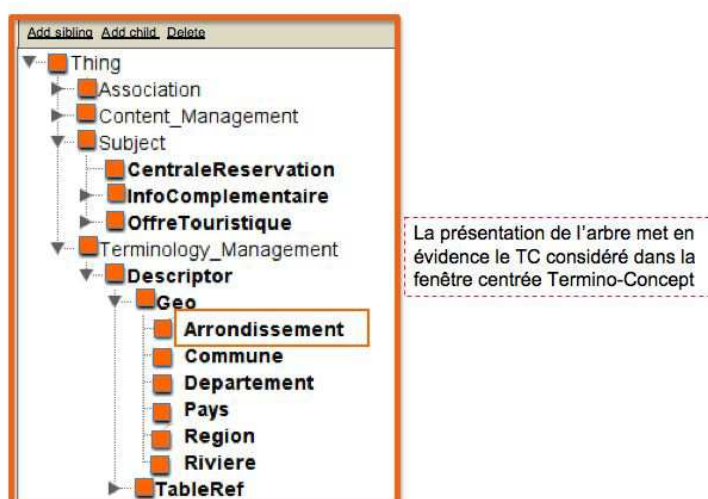 Add sibling Add child Delete
Thing
Association
Content_Management
Subject
CentraleReservation
InfoComplementaire
OffreTouristique
Terminology_Management
Descriptor
Geo
Arrondissement
Commune
Departement
Pays
Region
Riviere
TableRef
La présentation de l'arbre met en
évidence le TC considéré dans la
fenêtre centrée Termino-Concept